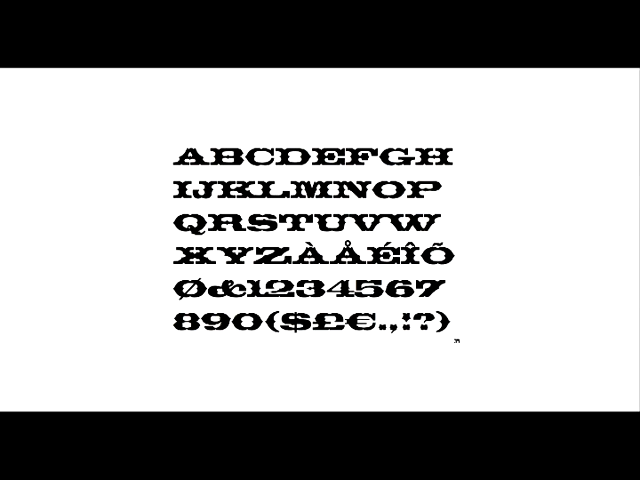 ABCDEFGH
IJKLMNOP
QRSTUVW
XYZÀÅÉÎÕ
Ø&1234567
890($£€.,!?)